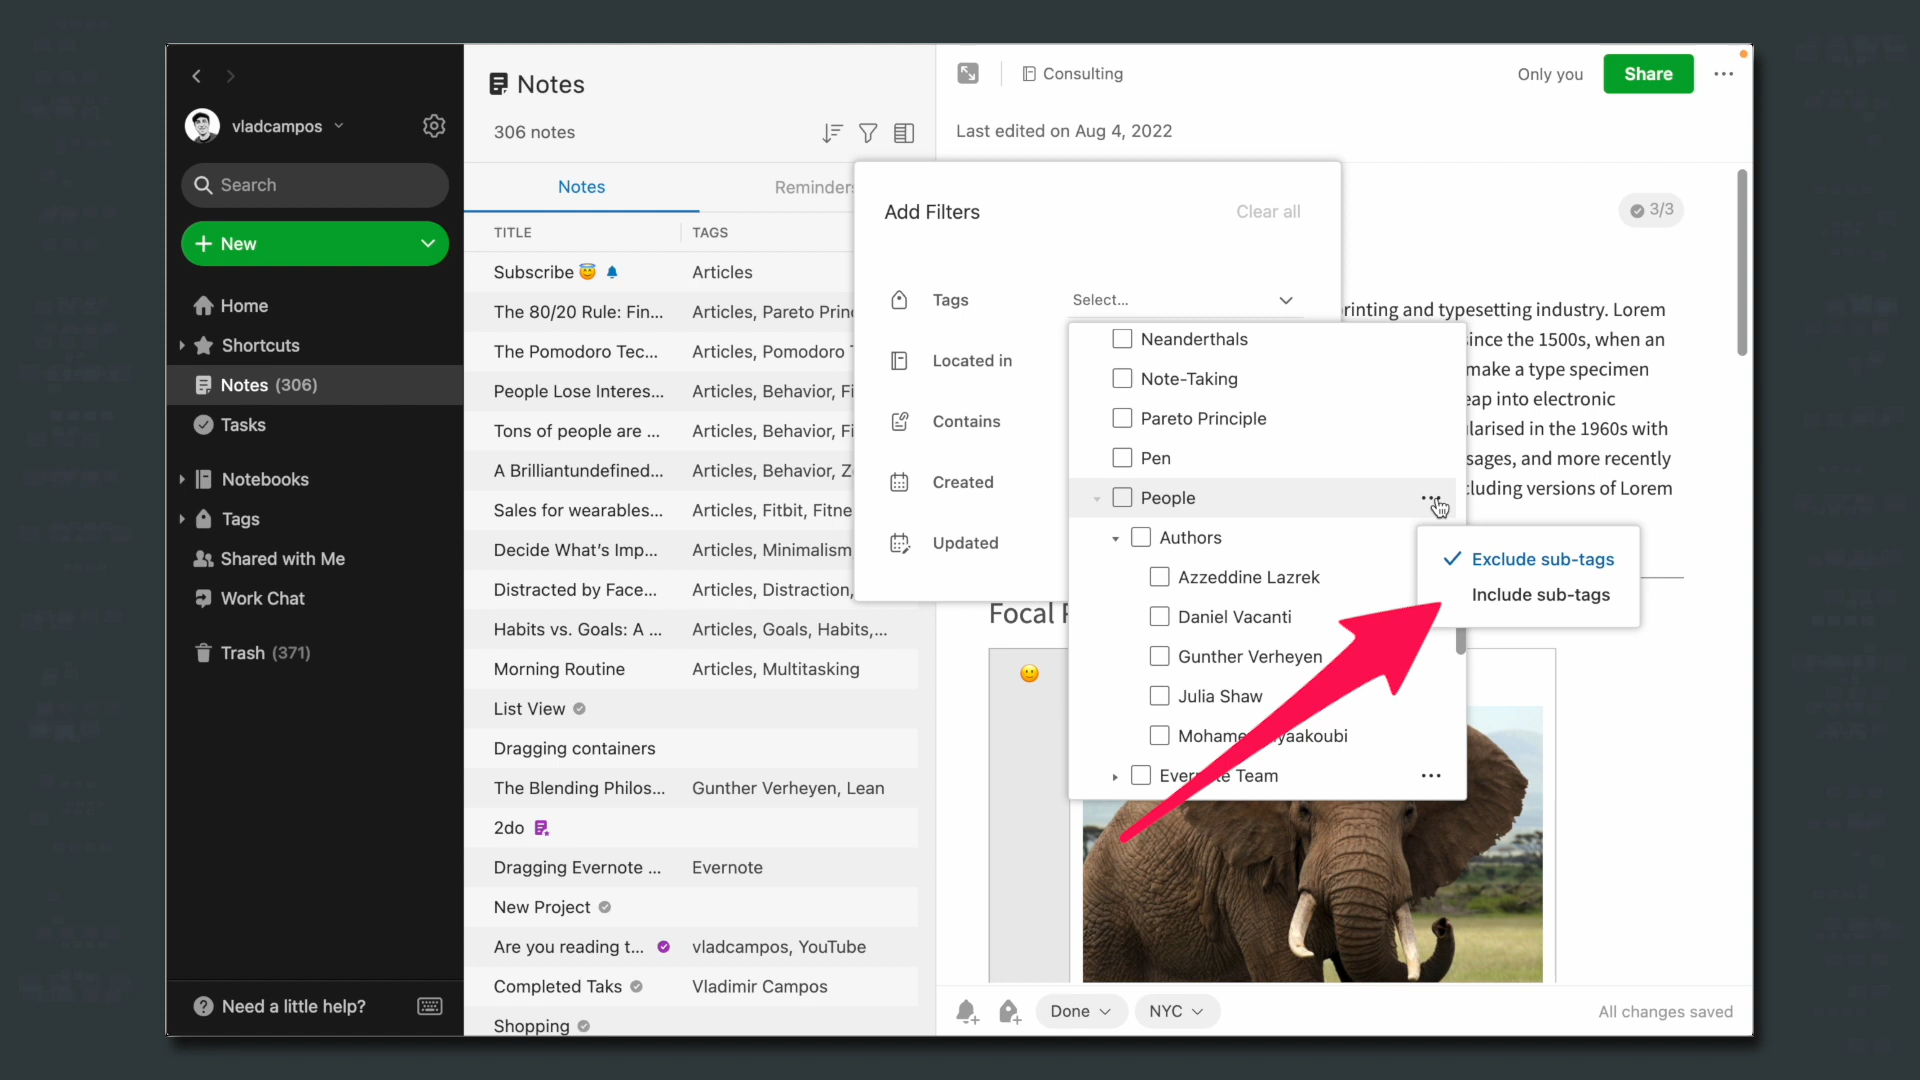 vladcampos
Search
New
Home
Shortcuts
Notes (306)
Tasks
Notebooks
Tags
Shared with Me
Work Chat
Trash (371)
Need a little help?
Notes
306 notes
Notes
Reminders
TITLE
TAGS
Subscribe😇
Articles
The 80/20 Rule: Fin...
Articles, Pareto Prin
The Pomodoro Tec...
Articles, Pomodoro
People Lose Interes...
Articles, Behavior, Fi
Tons of people are ...
Articles, Behavior, Fi
A Brilliantundefined...
Articles, Behavior, Z
Sales for wearables...
Articles, Fitbit, Fitne
Decide What's Imp...
Articles, Minimalism
Distracted by Face...
Articles, Distraction,
Habits vs. Goals: A ...
Articles, Goals, Habits,...
Morning Routine
Articles, Multitasking
List View
Dragging containers
The Blending Philos...
Gunther Verheyen, Lean
2do
Dragging Evernote ...
Evernote
New Project
Are you reading t...
vladcampos, YouTube
Completed Taks
Vladimir Campos
Shopping
Consulting
Only you
Share
Last edited on Aug 4, 2022
3/3
printing and typesetting industry. Lorem
since the 1500s, when an
make a type specimen
eap into electronic
larised in the 1960s with
sages, and more recently
cluding versions of Lorem
Focal
Add Filters
Clear all
Tags
Select...
Located in
Contains
Created
Updated
Neanderthals
Note-Taking
Pareto Principle
Pen
People
Authors
Azzeddine Lazrek
Daniel Vacanti
Gunther Verheyen
Julia Shaw
Evernote Team
Exclude sub-tags
Include sub-tags
Done
NYC
All changes saved